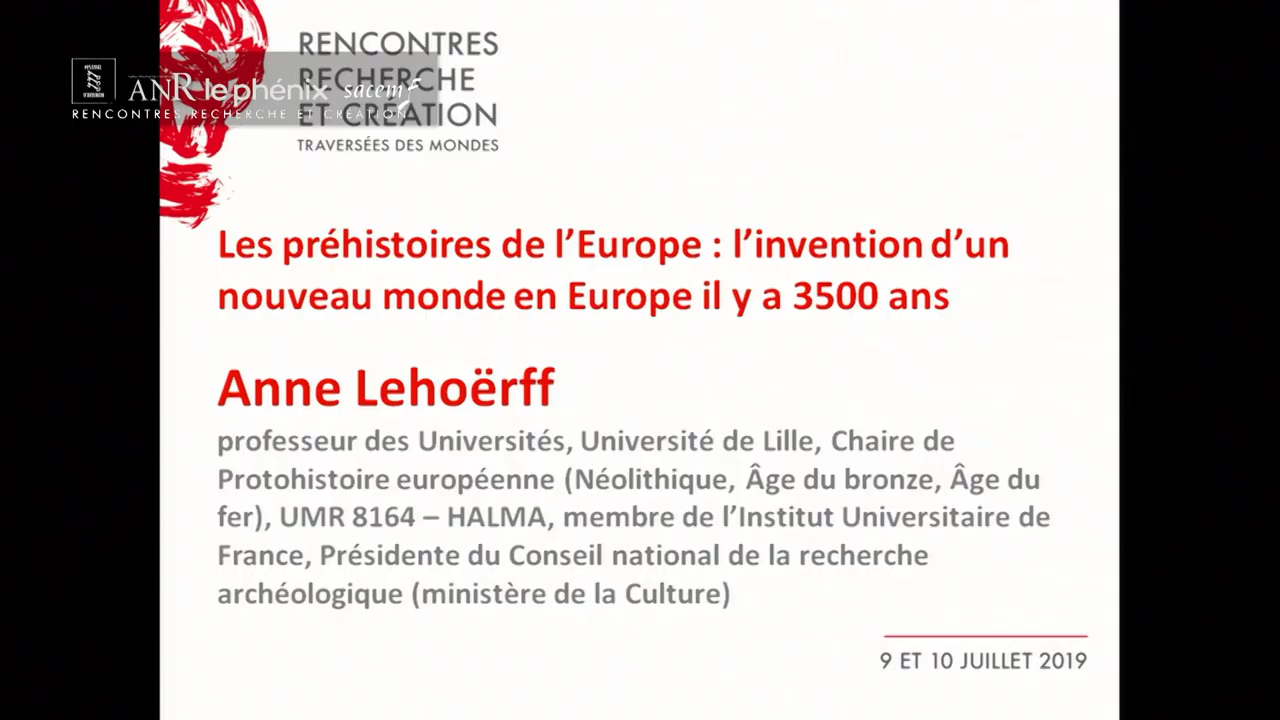 RENCONTRES
RECHERCHE
ET CRÉATION
TRAVERSÉES DES MONDES
ANR le phénix sacem
RENCONTRES RECHERCHE ET CRÉATION
Les préhistoires de l’Europe : l’invention d’un
nouveau monde en Europe il y a 3500 ans
Anne Lehoërff
professeur des Universités, Université de Lille, Chaire de
Protohistoire européenne (Néolithique, Âge du bronze, Âge du
fer), UMR 8164 – HALMA, membre de l’Institut Universitaire de
France, Présidente du Conseil national de la recherche
archéologique (ministère de la Culture)
9 ET 10 JUILLET 2019